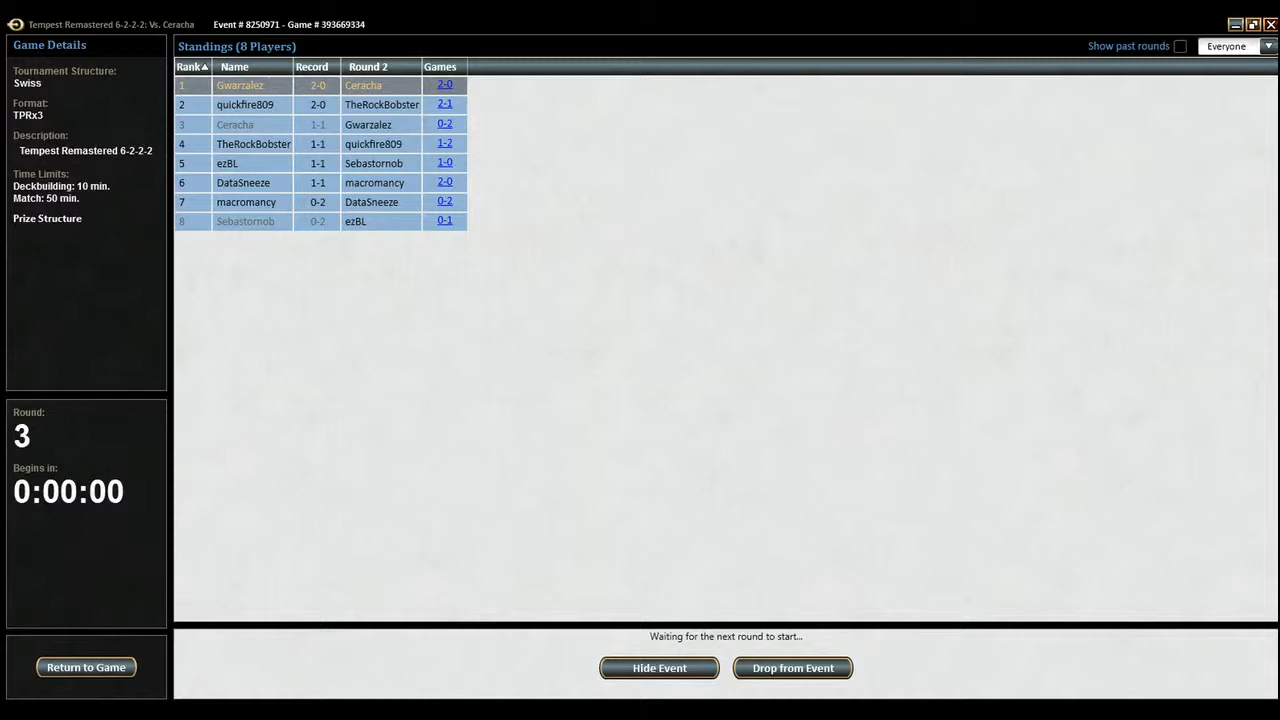 Tempest Remastered 6-2-2-2: Vs. Ceracha Event # 8250971 - Game # 393669334
Game Details
Tournament Structure:
Swiss
Format:
TPRx3
Description:
Tempest Remastered 6-2-2-2
Time Limits:
Deckbuilding: 10 min.
Match: 50 min.
Prize Structure
Round:
3
Begins in:
0:00:00
Return to Game
Standings (8 Players) Show past rounds Everyone
Rank Name Record Round 2 Games
1 Gwarzalez 2-0 Ceracha 2-0
2 quickfire809 2-0 TheRockBobster 2-1
3 Ceracha 1-1 Gwarzalez 0-2
4 TheRockBobster 1-1 quickfire809 1-2
5 ezBL 1-1 Sebastornob 1-0
6 DataSneeze 1-1 macromancy 2-0
7 macromancy 0-2 DataSneeze 0-2
8 Sebastornob 0-2 ezBL 0-1
Waiting for the next round to start...
Hide Event Drop from Event